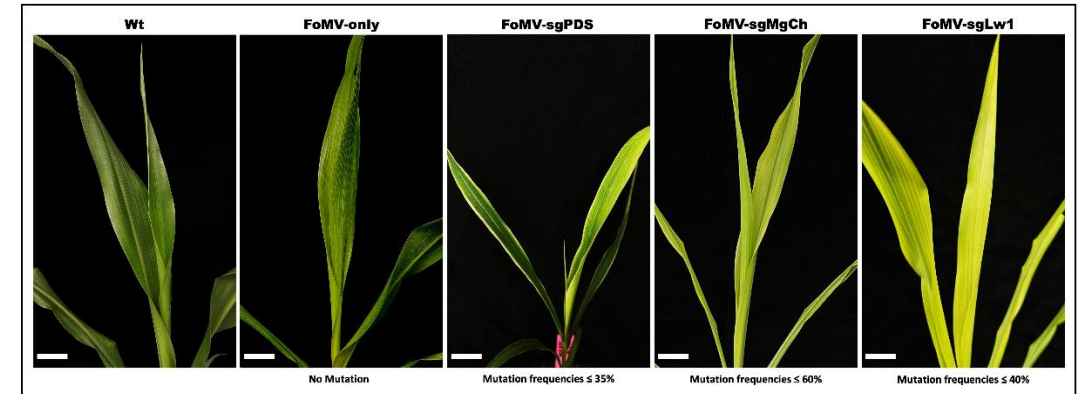 Wt
FoMV-only
FoMV-sgPDS
FoMV-sgMgCh
FoMV-sgLw1
No Mutation
Mutation frequencies ≤ 35%
Mutation frequencies ≤ 60%
Mutation frequencies ≤ 40%